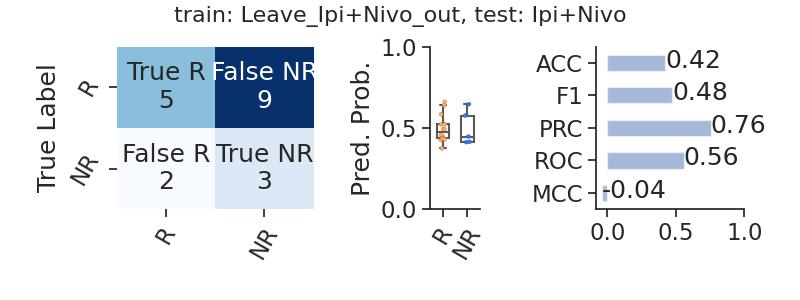 train: Leave_Ipi+Nivo_out, test: Ipi+Nivo
True Label
R
NR
True R
5
False NR
9
False R
2
True NR
3
R
NR
Pred. Prob.
1.0
0.5
0.0
R
NR
ACC
0.42
F1
0.48
PRC
0.76
ROC
0.56
MCC
-0.04
0.0
0.5
1.0